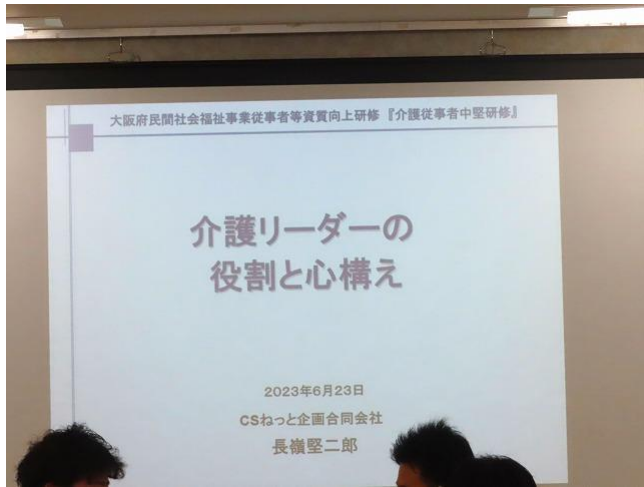 大阪府民間社会福祉事業従事者等資質向上研修 『介護従事者中堅研修』
介護リーダーの
役割と心構え
2023年6月23日
CSねっと企画合同会社
長嶺堅二郎